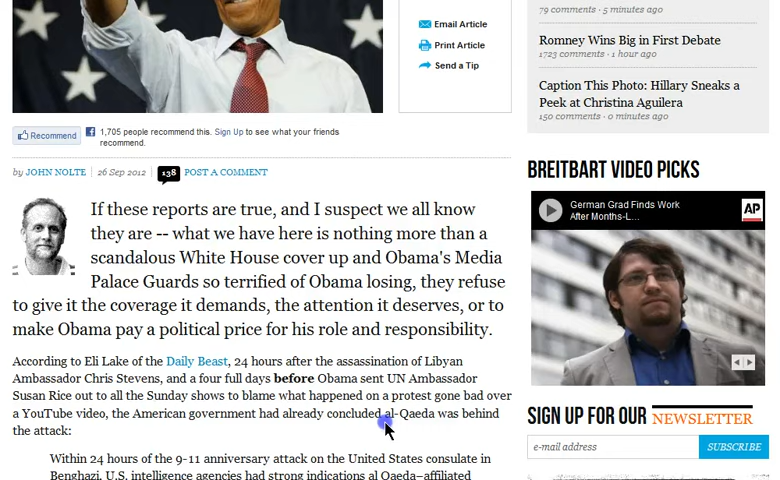 Email Article
Print Article
Send a Tip
79 comments · 5 minutes ago
Romney Wins Big in First Debate
1723 comments · 1 hour ago
Caption This Photo: Hillary Sneaks a
Peek at Christina Aguilera
150 comments · 0 minutes ago
Recommend
1,705 people recommend this. Sign Up to see what your friends
recommend.
by JOHN NOLTE 26 Sep 2012 138 POST A COMMENT
If these reports are true, and I suspect we all know
they are -- what we have here is nothing more than a
scandalous White House cover up and Obama's Media
Palace Guards so terrified of Obama losing, they refuse
to give it the coverage it demands, the attention it deserves, or to
make Obama pay a political price for his role and responsibility.
According to Eli Lake of the Daily Beast, 24 hours after the assassination of Libyan
Ambassador Chris Stevens, and a four full days before Obama sent UN Ambassador
Susan Rice out to all the Sunday shows to blame what happened on a protest gone bad over
a YouTube video, the American government had already concluded al-Qaeda was behind
the attack:
Within 24 hours of the 9-11 anniversary attack on the United States consulate in
Benghazi, U.S. intelligence agencies had strong indications al Qaeda–affiliated
BREITBART VIDEO PICKS
German Grad Finds Work
After Months-L...
AP
SIGN UP FOR OUR NEWSLETTER
e-mail address
SUBSCRIBE